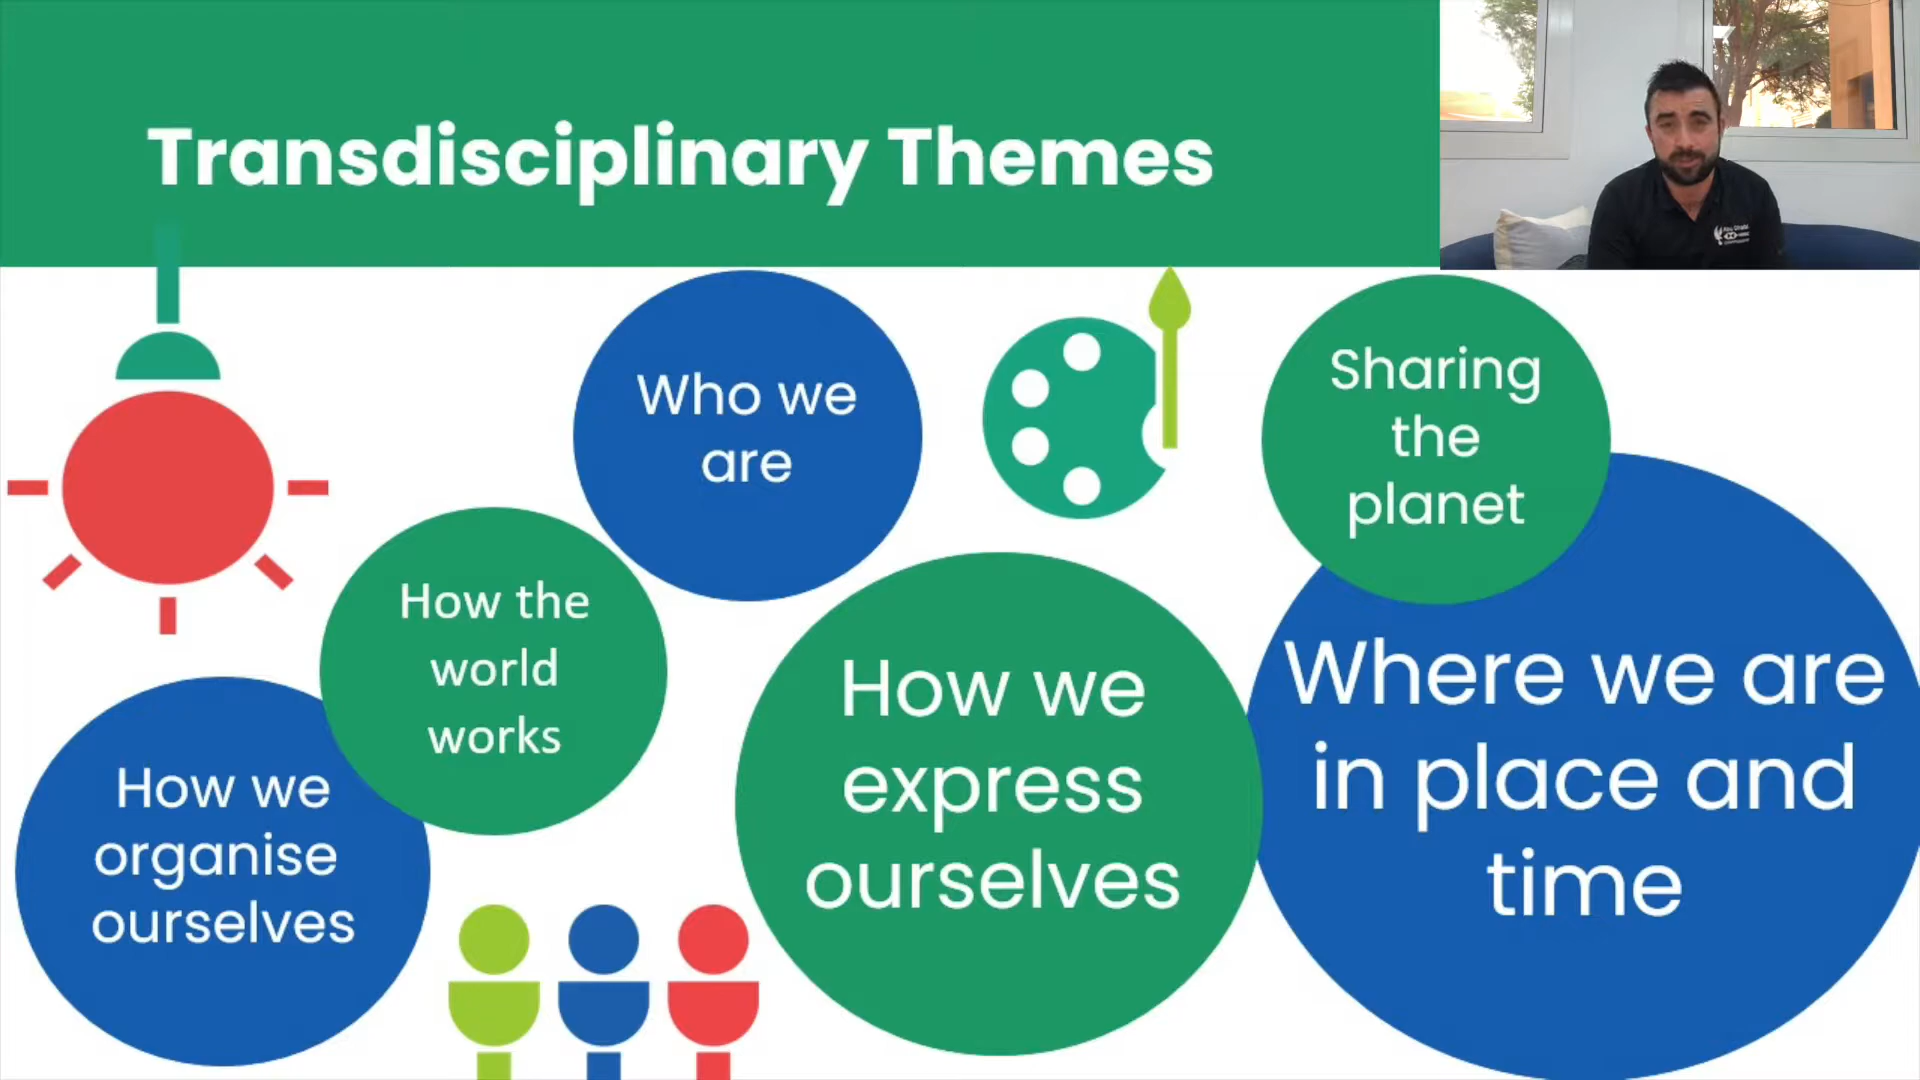 Transdisciplinary Themes
Who we
are
Sharing
the
planet
How the
world
works
How we
express
ourselves
Where we are
in place and
time
How we
organise
ourselves